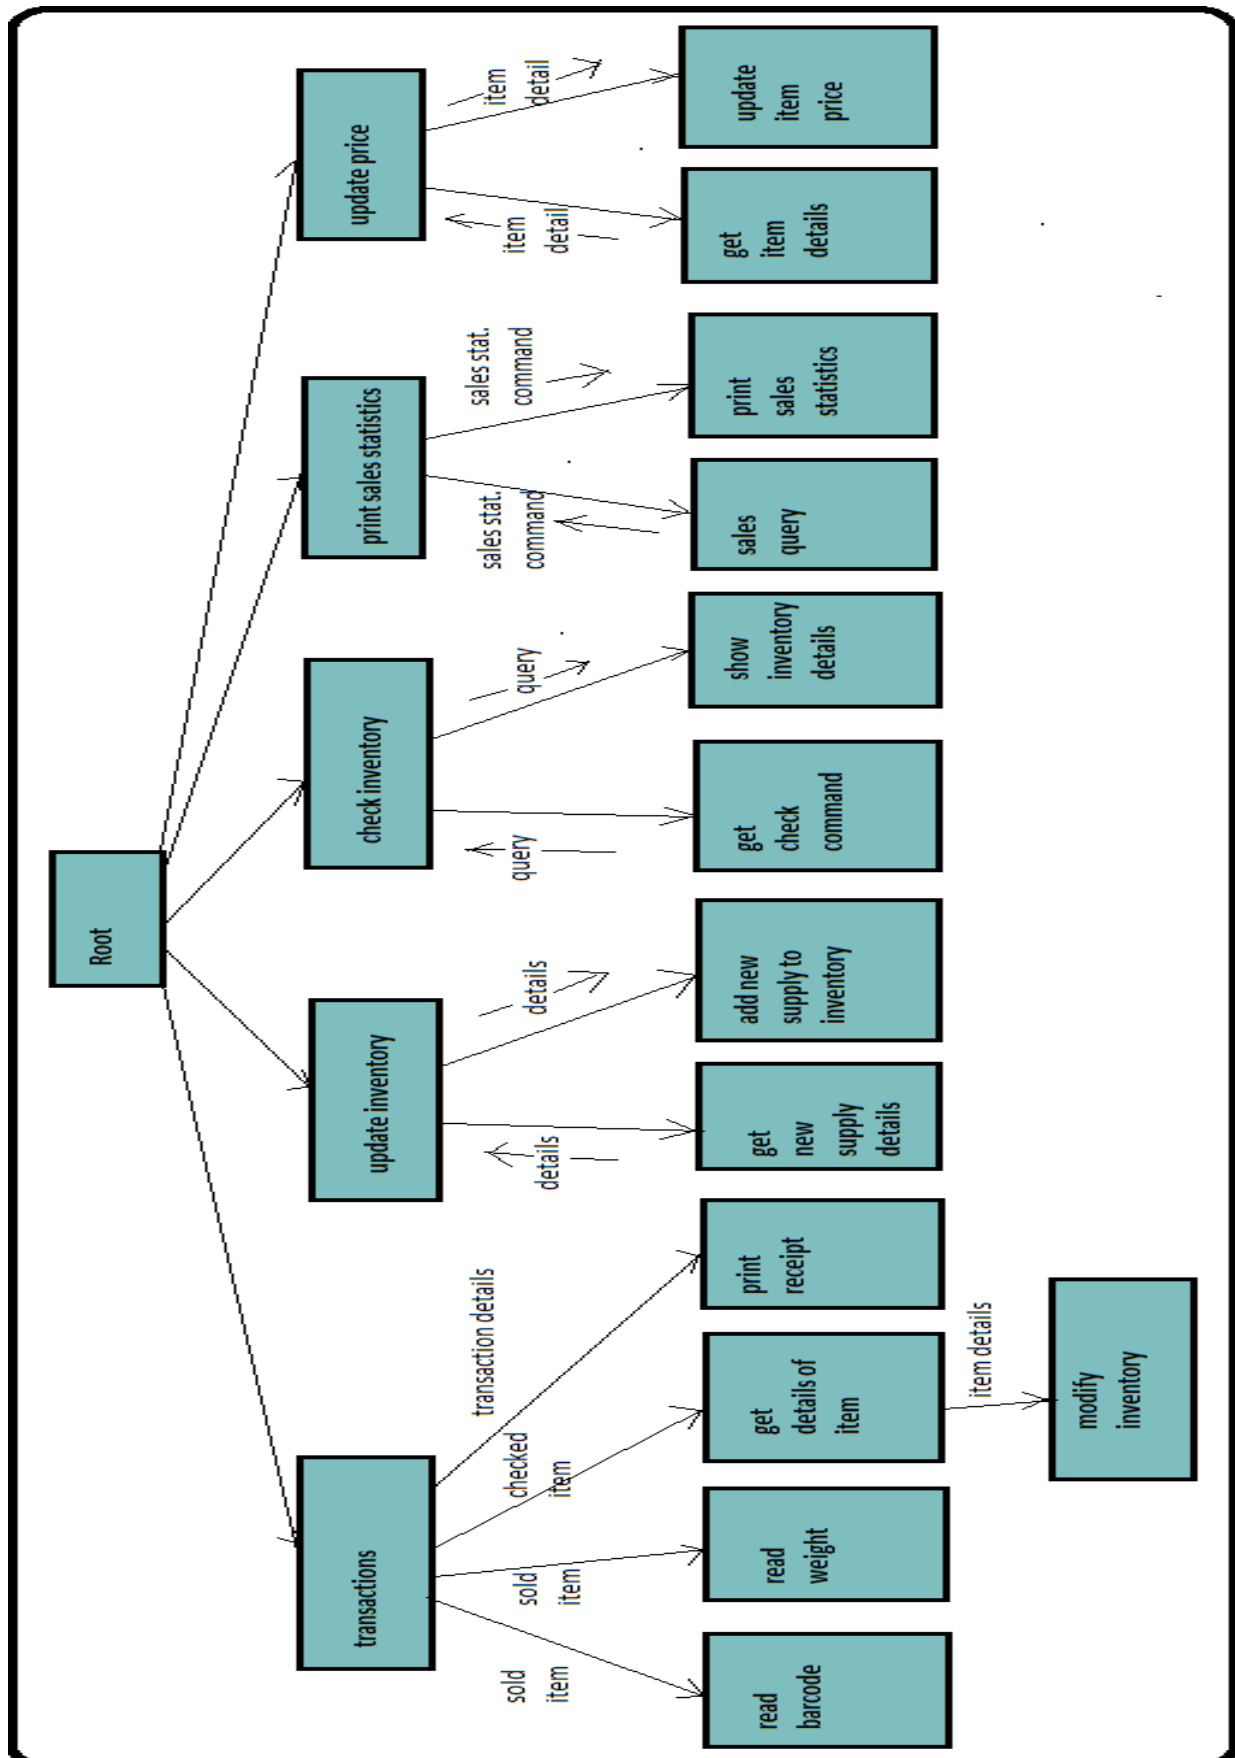 Root
transactions
update inventory
check inventory
print sales statistics
update price
sold
item
sold
item
checked
item
transaction details
details
details
query
query
sales stat.
command
sales stat.
command
item
detail
item
detail
read
barcode
read
weight
get
details of
item
print
receipt
get
new
supply
details
add new
supply to
inventory
get
check
command
show
inventory
details
sales
query
print
sales
statistics
get
item
details
update
item
price
item details
modify
inventory